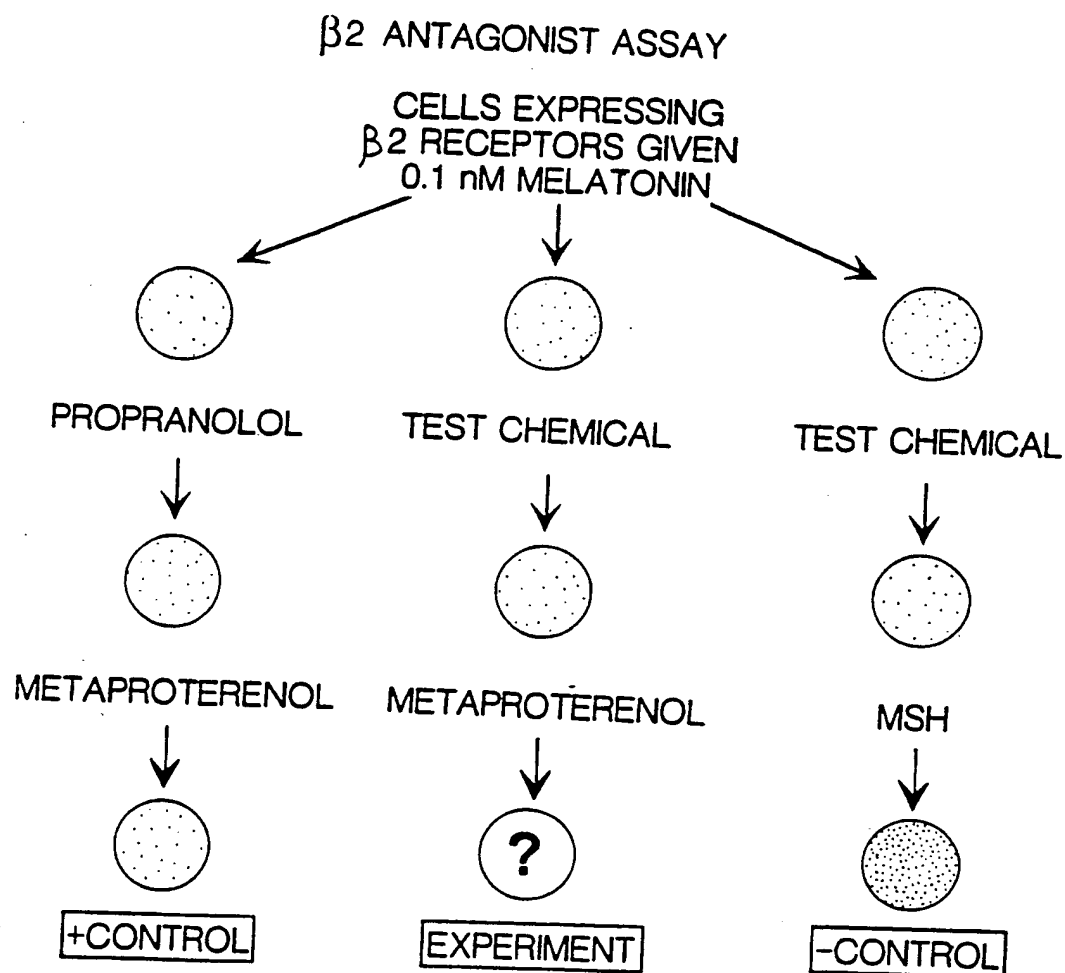 β2 ANTAGONIST ASSAY
CELLS EXPRESSING
β2 RECEPTORS GIVEN
0.1 nM MELATONIN
PROPRANOLOL
TEST CHEMICAL
TEST CHEMICAL
METAPROTERENOL
METAPROTERENOL
MSH
?
+CONTROL
EXPERIMENT
-CONTROL